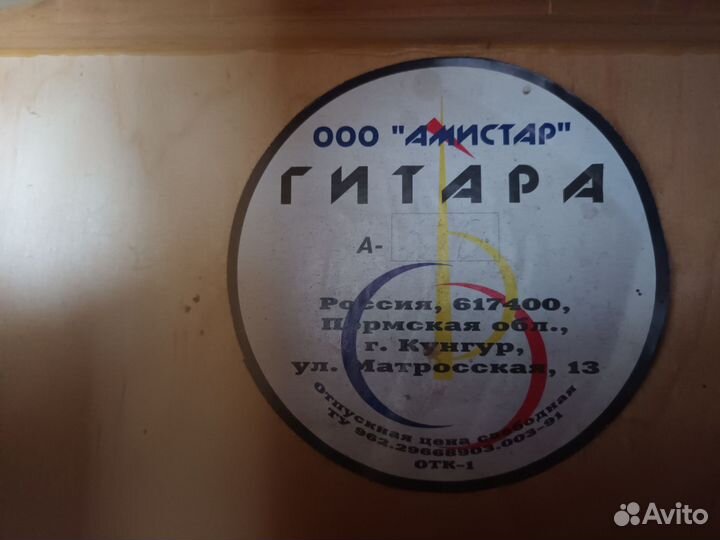 ООО "АМИСТАР"
ГИТАРА
А-
Россия, 617400,
Пермская обл.,
г. Кунгур,
ул. Матросская, 13
Отпускная цена свободная
ТУ 962.29668903.003-91
ОТК-1
Avito